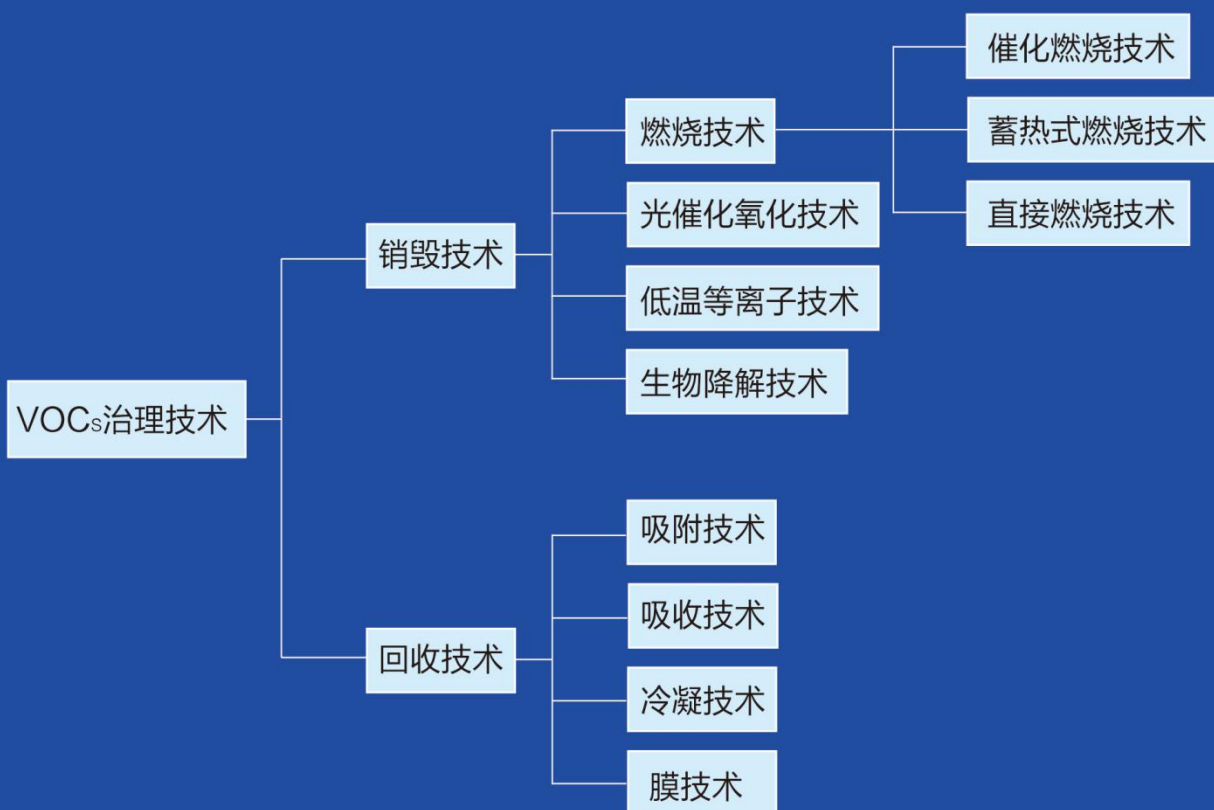 VOCs治理技术
销毁技术
燃烧技术
催化燃烧技术
蓄热式燃烧技术
直接燃烧技术
光催化氧化技术
低温等离子技术
生物降解技术
回收技术
吸附技术
吸收技术
冷凝技术
膜技术